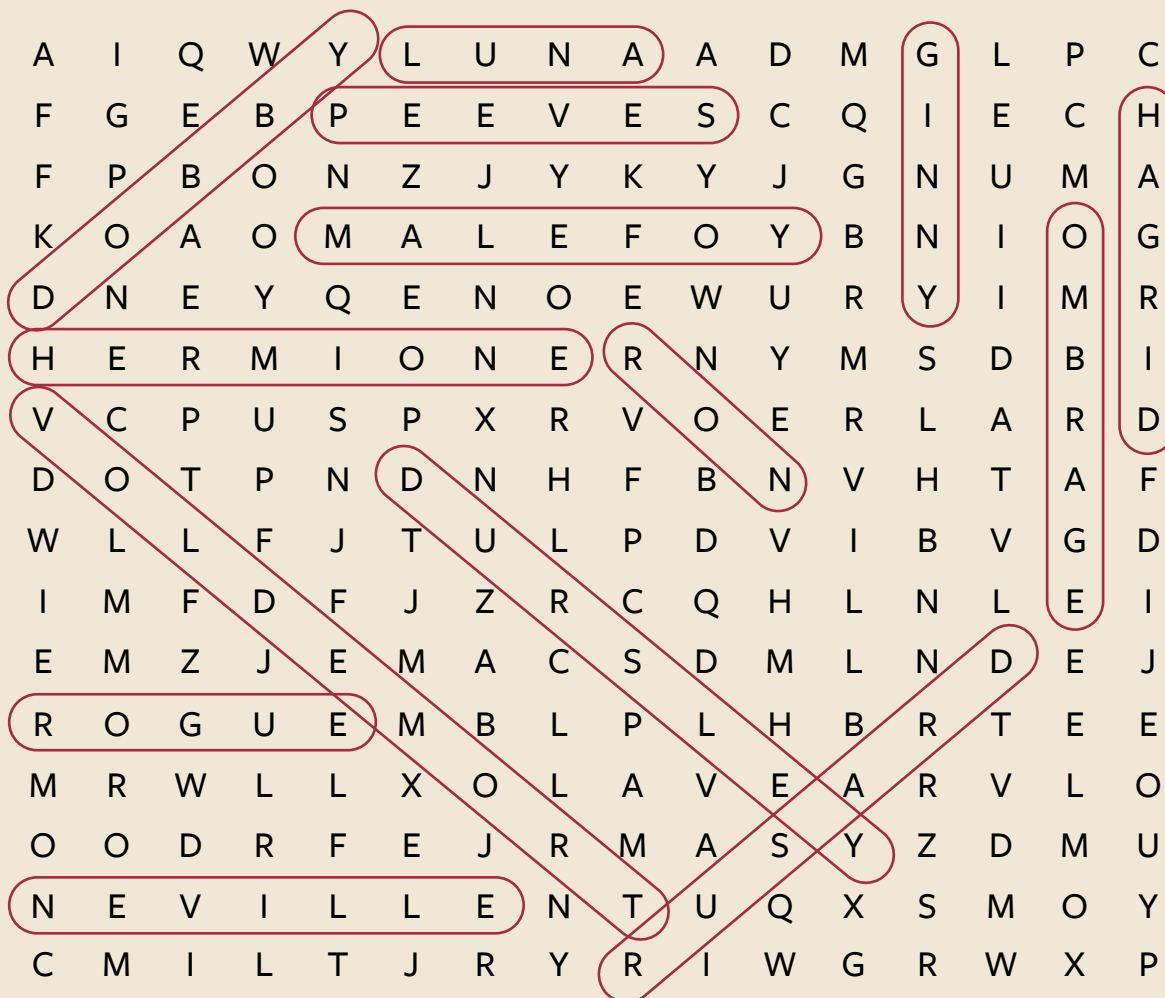 A I Q W Y L U N A A D M G L P C
F G E B P E E V E S C Q I E C H
F P B O N Z J Y K Y J G N U M A
K O A O M A L E F O Y B N I O G
D N E Y Q E N O E W U R Y I M R
H E R M I O N E R N Y M S D B I
V C P U S P X R V O E R L A R D
D O T P N D N H F B N V H T A F
W L L F J T U L P D V I B V G D
I M F D F J Z R C Q H L N L E I
E M Z J E M A C S D M L N D E J
R O G U E M B L P L H B R T E E
M R W L L X O L A V E A R V L O
O O D R F E J R M A S Y Z D M U
N E V I L L E N T U Q X S M O Y
C M I L T J R Y R I W G R W X P